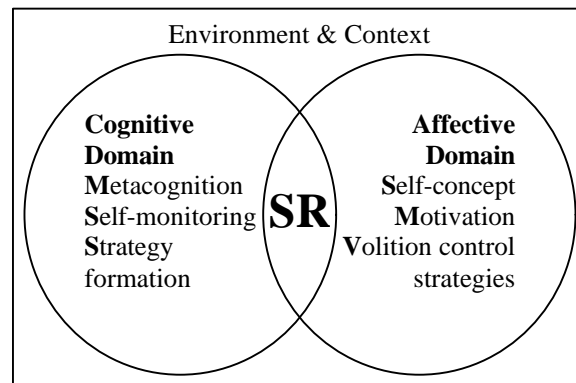 Environment & Context
Cognitive
Domain
Metacognition
Self-monitoring
Strategy
formation
SR
Affective
Domain
Self-concept
Motivation
Volition control
strategies